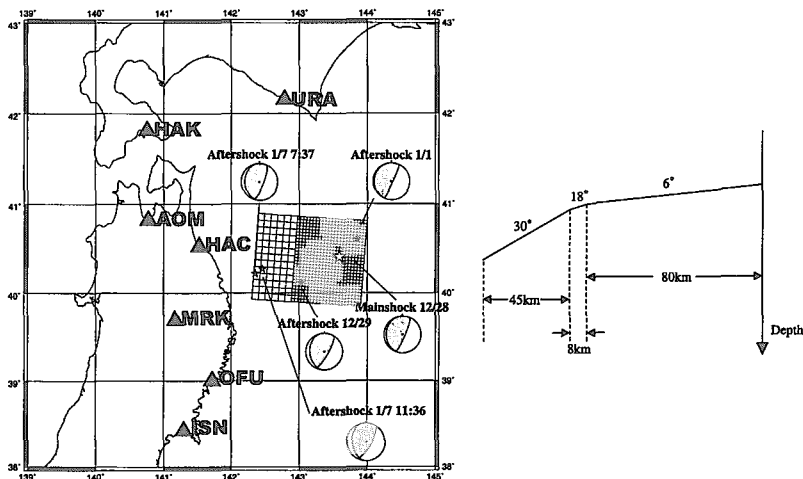 139° 140° 141° 142° 143° 144° 145°
43° 43°
URA
42° 42°
HAK
Aftershock 1/7 7:37 Aftershock 1/1
41° 41°
AOM
HAC
40° 40°
MRK
Aftershock 12/29
Mainshock 12/28
39° 39°
OFU
Aftershock 1/7 11:36
ISN
38° 38°
139° 140° 141° 142° 143° 144° 145°
6°
18°
30°
80km
45km
8km
Depth